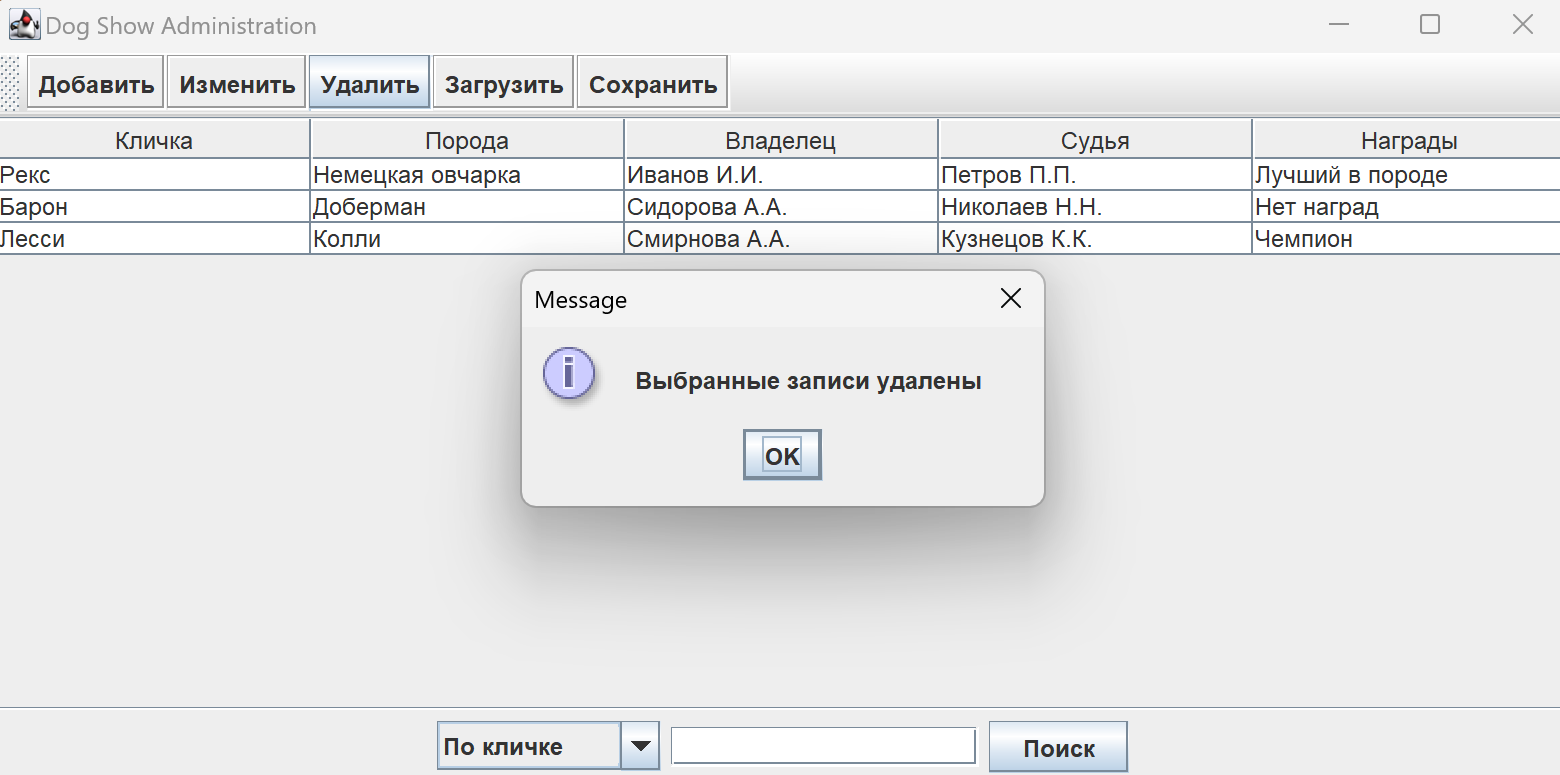 Dog Show Administration
Добавить Изменить Удалить Загрузить Сохранить
Кличка Порода Владелец Судья Награды
Рекс Немецкая овчарка Иванов И.И. Петров П.П. Лучший в породе
Барон Доберман Сидорова А.А. Николаев Н.Н. Нет наград
Лесси Колли Смирнова А.А. Кузнецов К.К. Чемпион
Message
i
Выбранные записи удалены
OK
По кличке Поиск